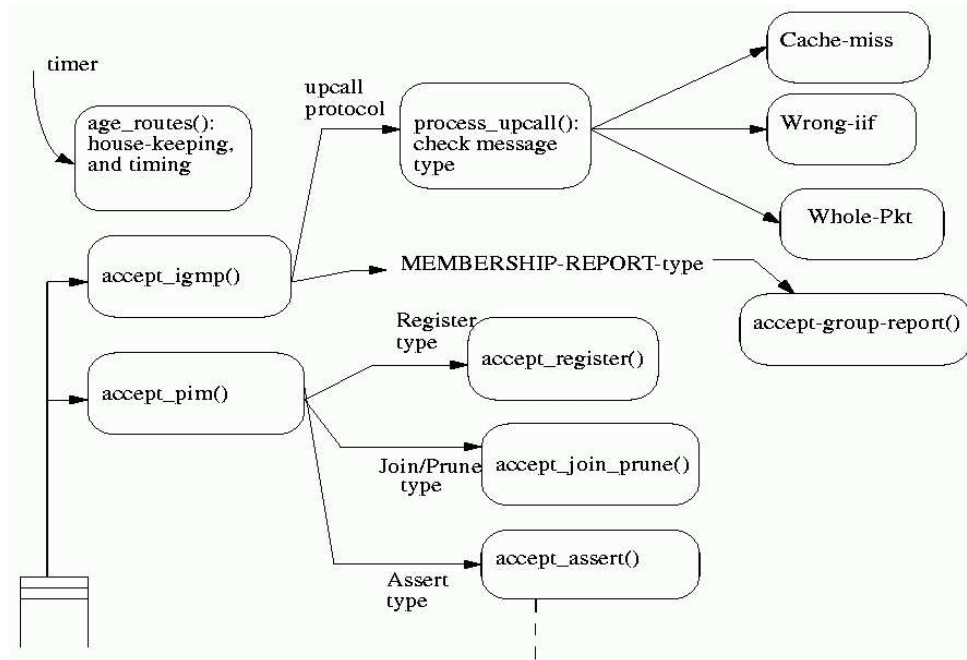 timer
age_routes():
house-keeping,
and timing
upcall
protocol
process_upcall():
check message
type
Cache-miss
Wrong-iif
Whole-Pkt
accept_igmp()
MEMBERSHIP-REPORT-type
accept-group-report()
Register
type
accept_register()
accept_pim()
Join/Prune
type
accept_join_prune()
Assert
type
accept_assert()